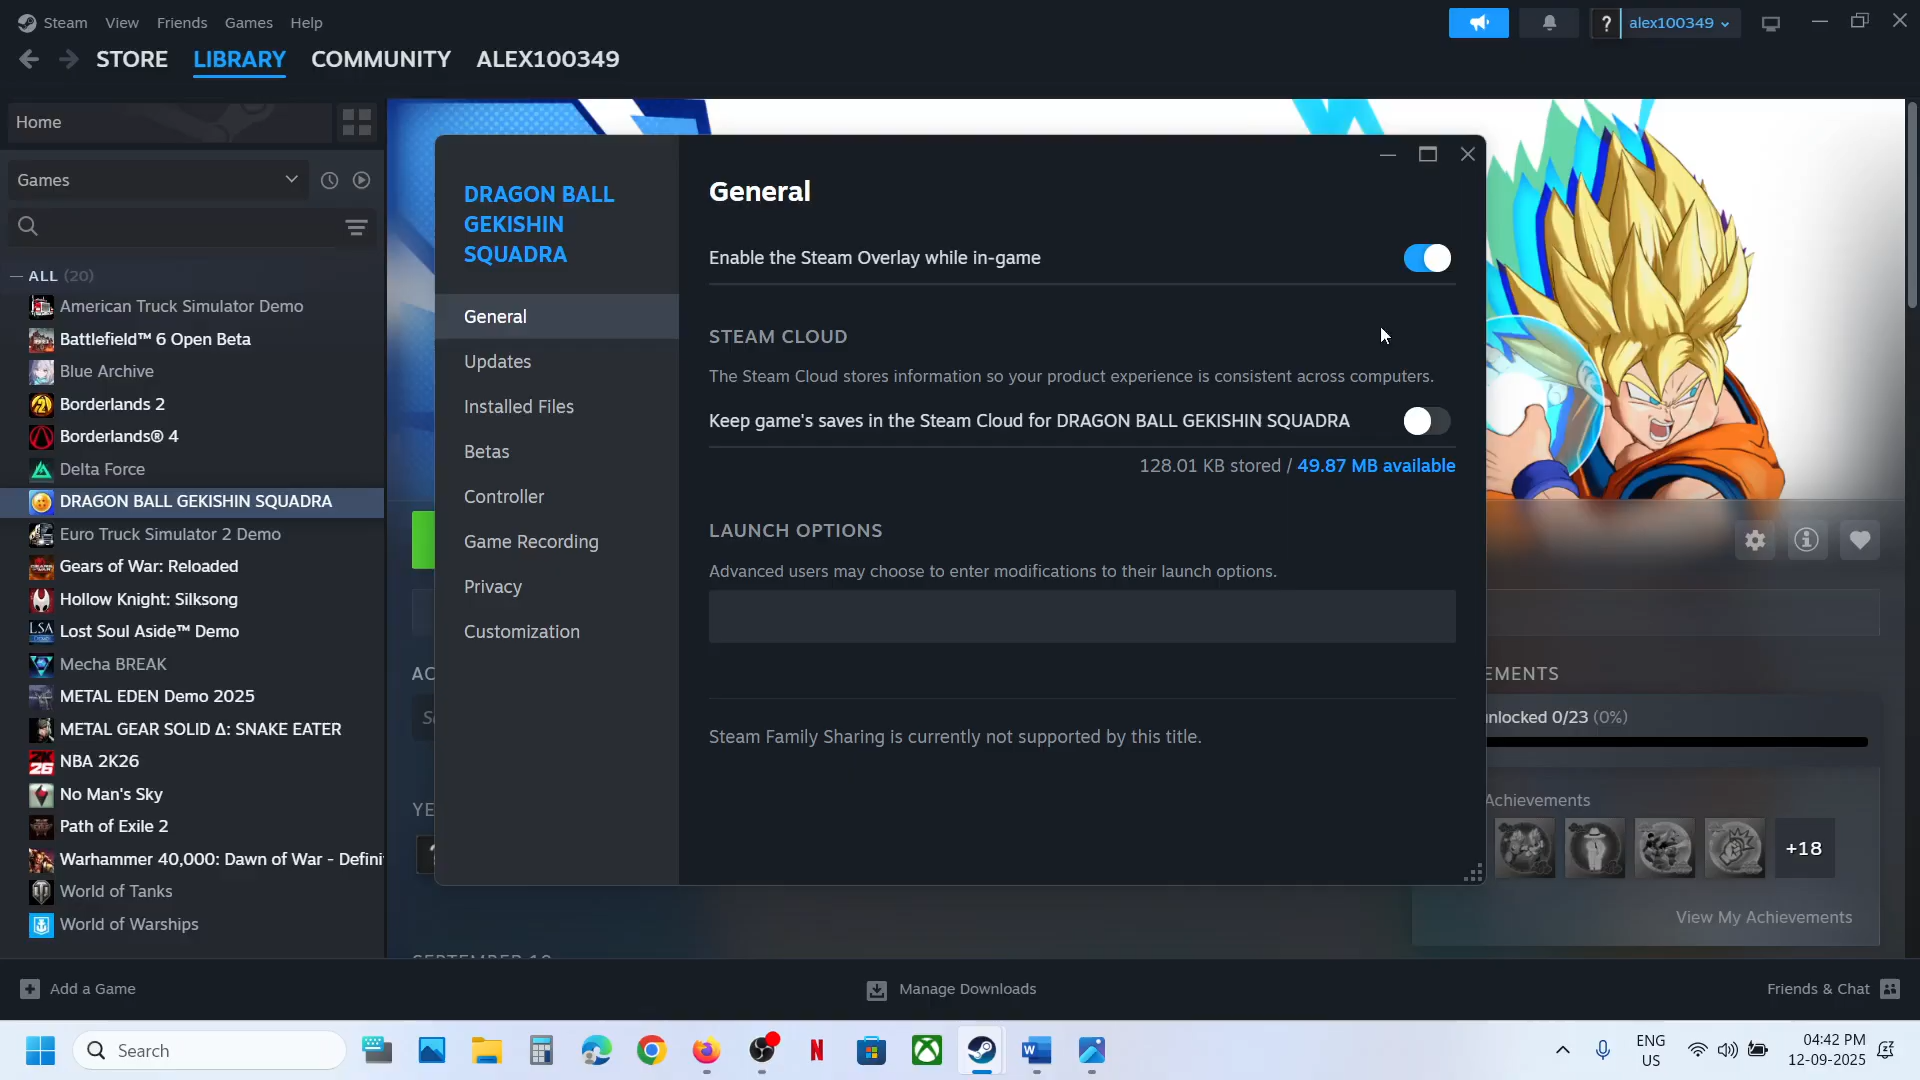 Steam View Friends Games Help
? alex100349
STORE LIBRARY COMMUNITY ALEX100349
Home
Games
ALL (20)
American Truck Simulator Demo
Battlefield™ 6 Open Beta
Blue Archive
Borderlands 2
Borderlands® 4
Delta Force
DRAGON BALL GEKISHIN SQUADRA
Euro Truck Simulator 2 Demo
Gears of War: Reloaded
Hollow Knight: Silksong
Lost Soul Aside™ Demo
Mecha BREAK
METAL EDEN Demo 2025
METAL GEAR SOLID Δ: SNAKE EATER
NBA 2K26
No Man's Sky
Path of Exile 2
Warhammer 40,000: Dawn of War - Defini
World of Tanks
World of Warships
DRAGON BALL
GEKISHIN
SQUADRA
General
Updates
Installed Files
Betas
Controller
Game Recording
Privacy
Customization
General
Enable the Steam Overlay while in-game
STEAM CLOUD
The Steam Cloud stores information so your product experience is consistent across computers.
Keep game's saves in the Steam Cloud for DRAGON BALL GEKISHIN SQUADRA
128.01 KB stored / 49.87 MB available
LAUNCH OPTIONS
Advanced users may choose to enter modifications to their launch options.
Steam Family Sharing is currently not supported by this title.
AC
YE
EMENTS
nlocked 0/23 (0%)
Achievements
+18
View My Achievements
Add a Game
Manage Downloads
Friends & Chat
Search
ENG
US
04:42 PM
12-09-2025